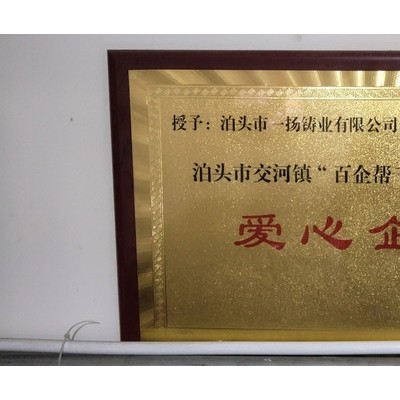 授予：泊头市一扬铸业有限公司
泊头市交河镇“百企帮
爱心企